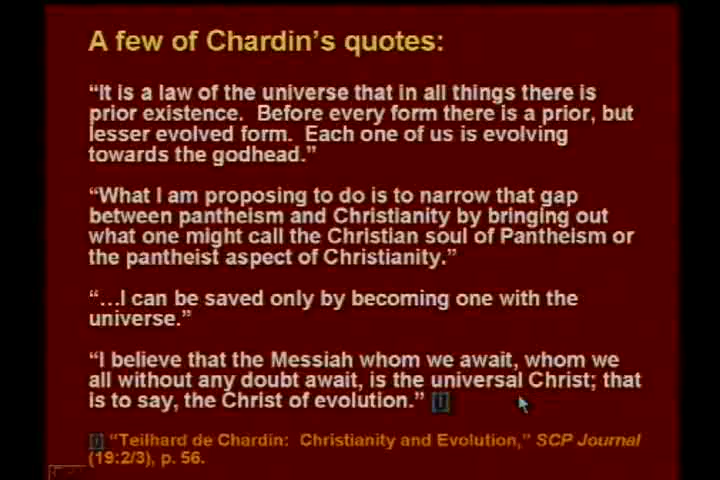 A few of Chardin's quotes:
“It is a law of the universe that in all things there is
prior existence. Before every form there is a prior, but
lesser evolved form. Each one of us is evolving
towards the godhead.”
“What I am proposing to do is to narrow that gap
between pantheism and Christianity by bringing out
what one might call the Christian soul of Pantheism or
the pantheist aspect of Christianity.”
“…I can be saved only by becoming one with the
universe.”
“I believe that the Messiah whom we await, whom we
all without any doubt await, is the universal Christ; that
is to say, the Christ of evolution.”
“Teilhard de Chardin: Christianity and Evolution,” SCP Journal
(19:2/3), p. 56.